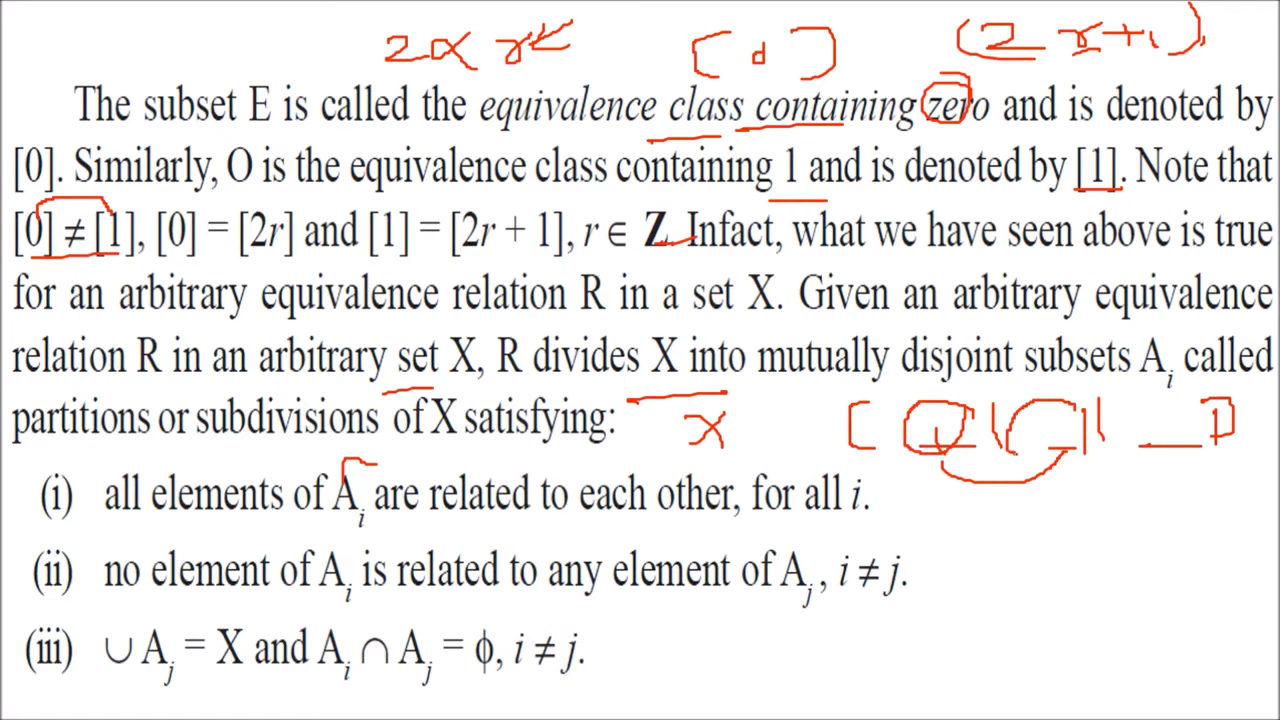 (2 r+1),
The subset E is called the equivalence class containing zero and is denoted by
[0]. Similarly, O is the equivalence class containing 1 and is denoted by [1]. Note that
[0] ≠ [1], [0] = [2r] and [1] = [2r + 1], r ∈ Z. Infact, what we have seen above is true
for an arbitrary equivalence relation R in a set X. Given an arbitrary equivalence
relation R in an arbitrary set X, R divides X into mutually disjoint subsets Aᵢ called
partitions or subdivisions of X satisfying:
X
(i) all elements of Aᵢ are related to each other, for all i.
(ii) no element of Aᵢ is related to any element of Aⱼ , i ≠ j.
(iii) ∪ Aⱼ = X and Aᵢ ∩ Aⱼ = ϕ, i ≠ j.